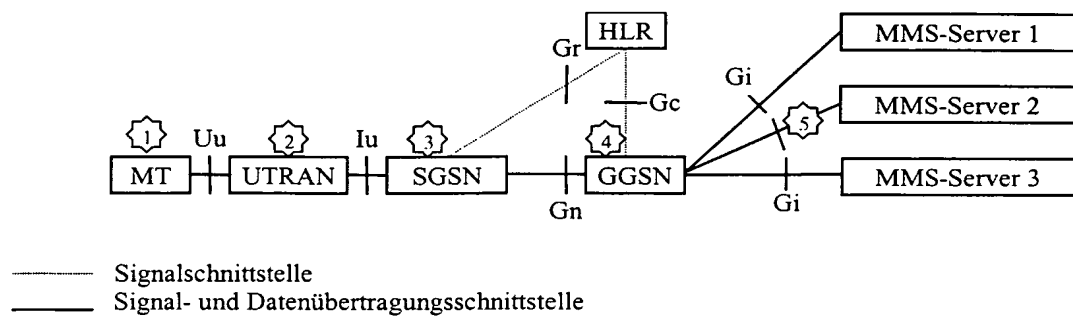 HLR
MMS-Server 1
Gr
Gi
Gc
MMS-Server 2
5
1
Uu
2
Iu
3
4
MT
UTRAN
SGSN
GGSN
MMS-Server 3
Gn
Gi
Signalschnittstelle
Signal- und Datenübertragungsschnittstelle